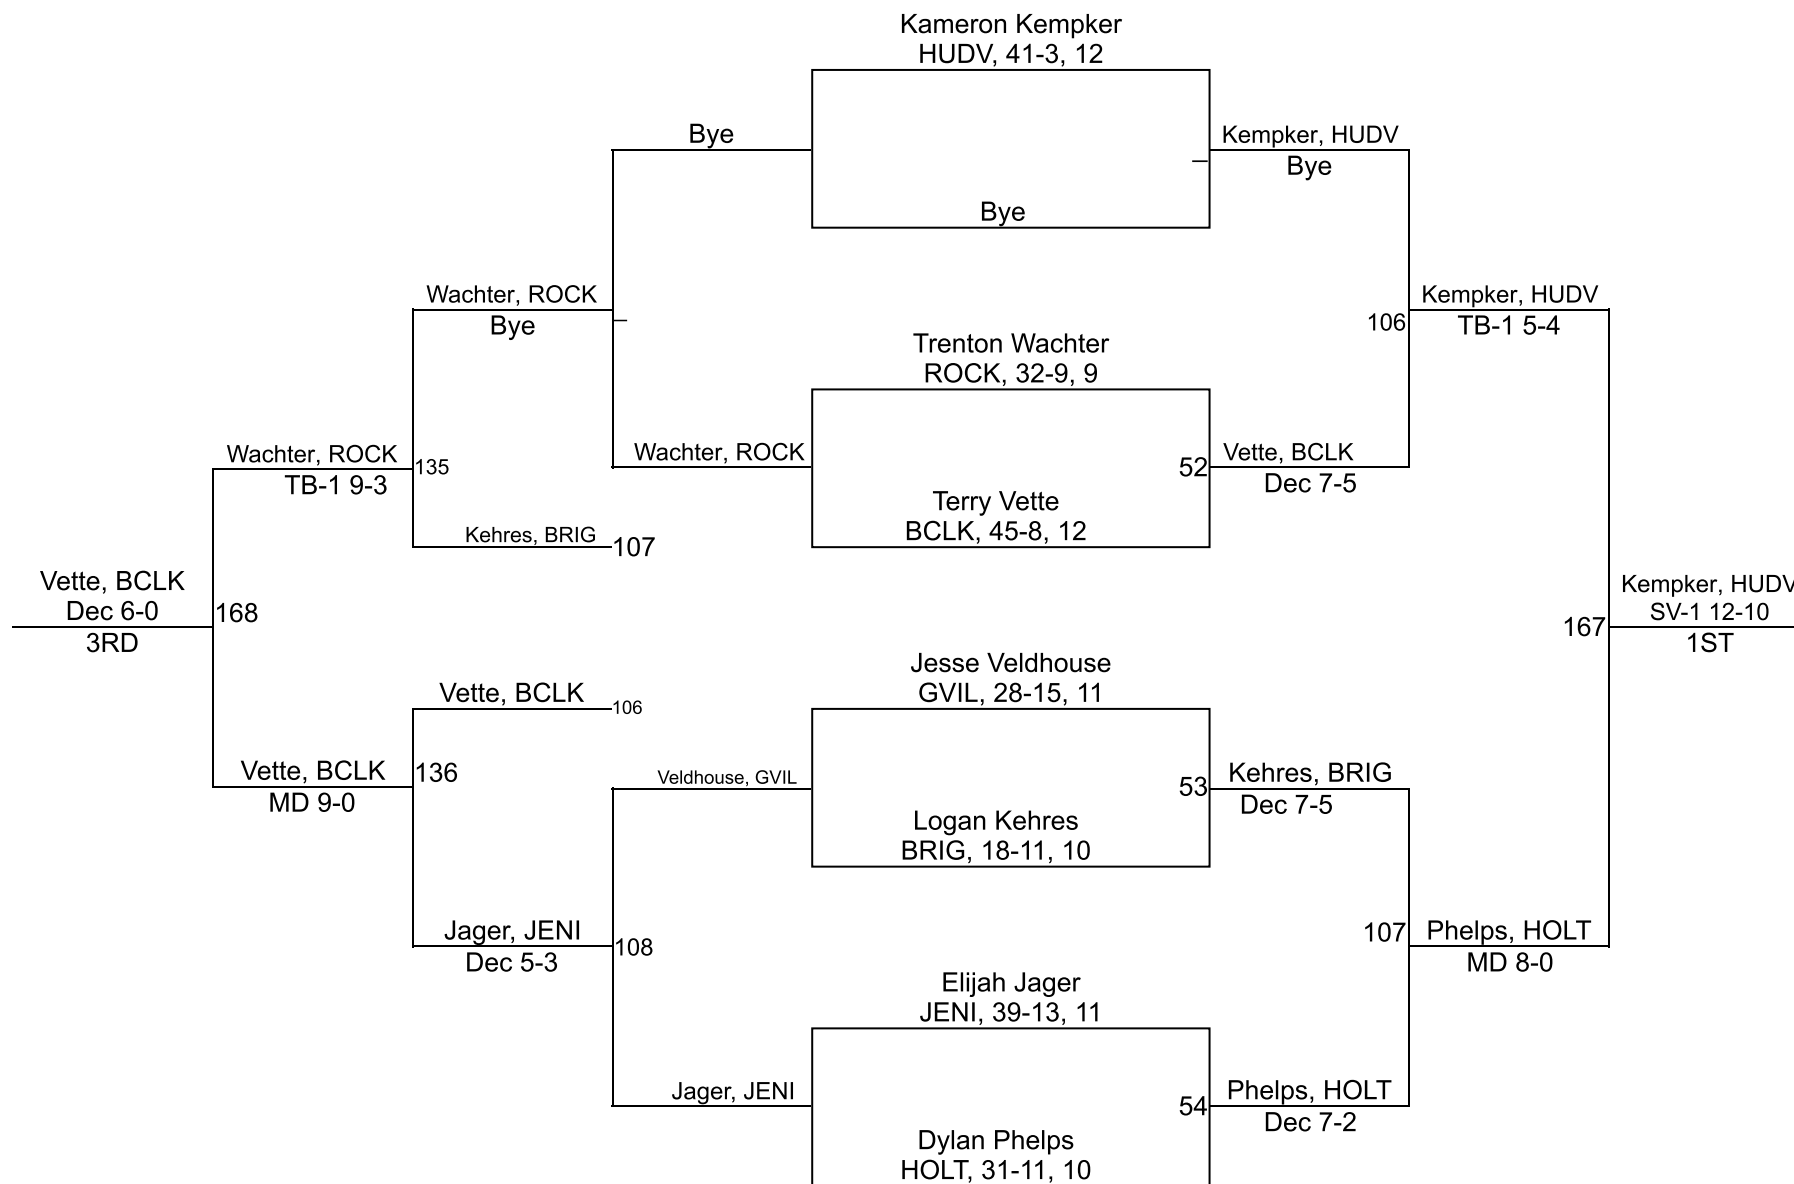 Kameron Kempker
HUDV, 41-3, 12
Bye
Kempker, HUDV
Bye
Bye
Wachter, ROCK
Bye
Kempker, HUDV
106
TB-1 5-4
Trenton Wachter
ROCK, 32-9, 9
Wachter, ROCK
TB-1 9-3
135
Wachter, ROCK
52
Vette, BCLK
Dec 7-5
Terry Vette
BCLK, 45-8, 12
Kehres, BRIG
107
Vette, BCLK
Dec 6-0
3RD
168
167
Kempker, HUDV
SV-1 12-10
1ST
Jesse Veldhouse
GVIL, 28-15, 11
Vette, BCLK
106
Vette, BCLK
MD 9-0
136
Veldhouse, GVIL
53
Kehres, BRIG
Dec 7-5
Logan Kehres
BRIG, 18-11, 10
Jager, JENI
Dec 5-3
108
107
Phelps, HOLT
MD 8-0
Elijah Jager
JENI, 39-13, 11
Jager, JENI
54
Phelps, HOLT
Dec 7-2
Dylan Phelps
HOLT, 31-11, 10